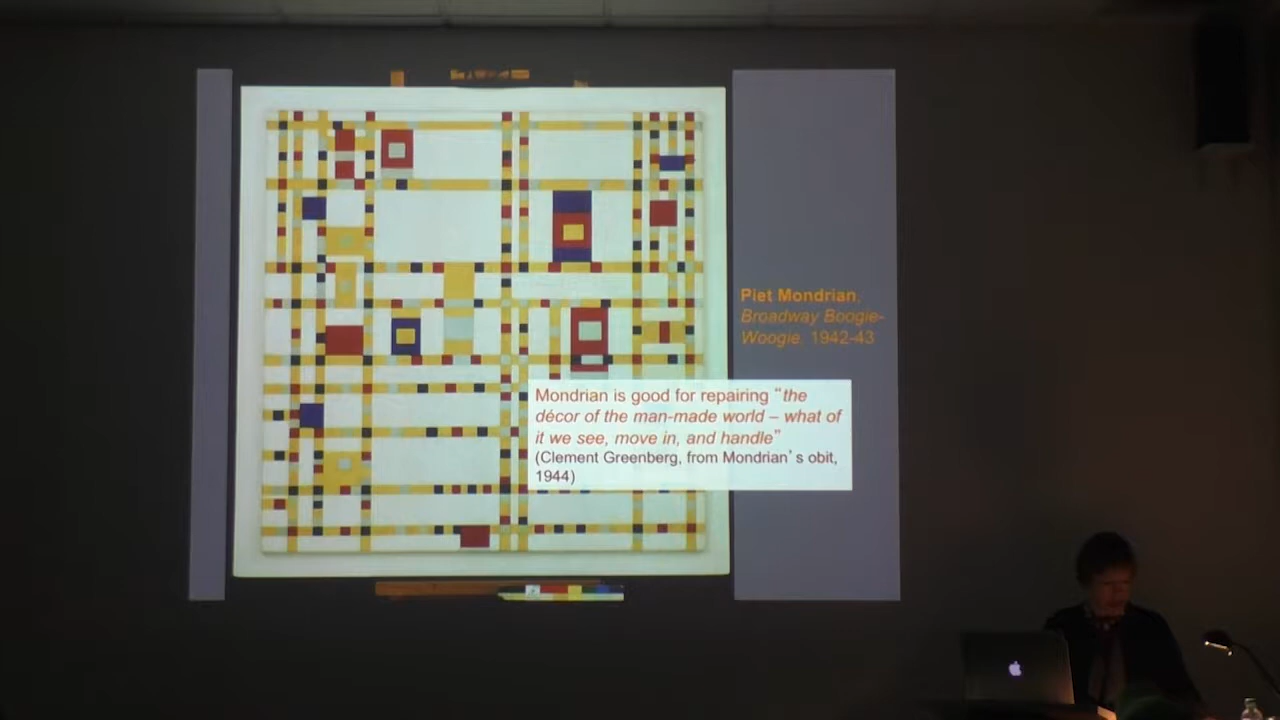 Piet Mondrian,
Broadway Boogie-
Woogie. 1942-43
Mondrian is good for repairing “the
décor of the man-made world – what of
it we see, move in, and handle”
(Clement Greenberg, from Mondrian’s obit,
1944)